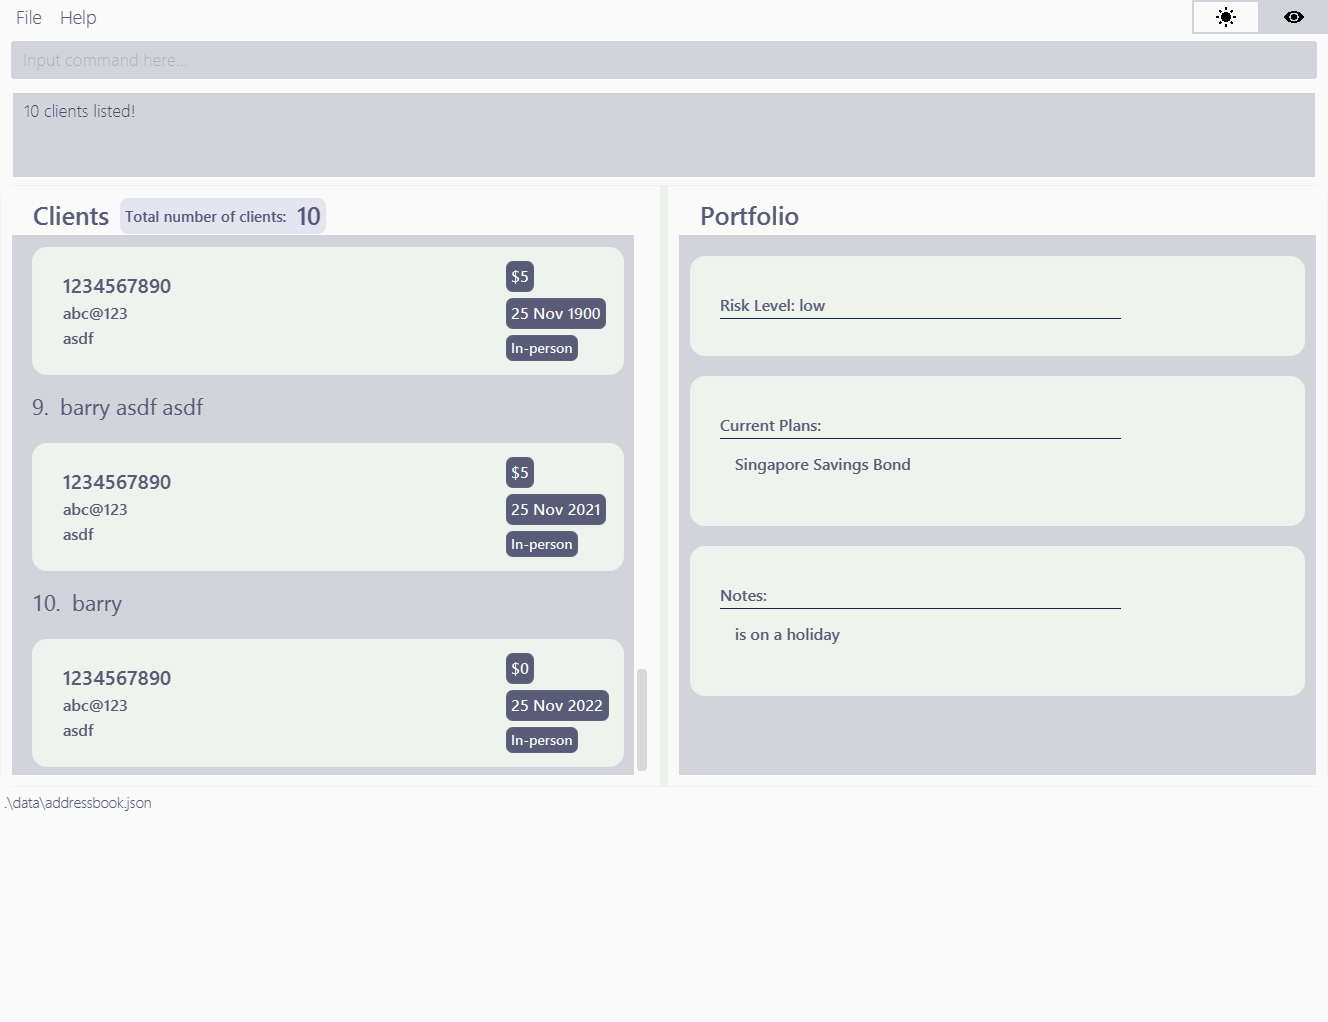 File Help
Input command here...
10 clients listed!
Clients Total number of clients: 10
1234567890
abc@123
asdf
$5
25 Nov 1900
In-person
9. barry asdf asdf
1234567890
abc@123
asdf
$5
25 Nov 2021
In-person
10. barry
1234567890
abc@123
asdf
$0
25 Nov 2022
In-person
Portfolio
Risk Level: low
Current Plans:
Singapore Savings Bond
Notes:
is on a holiday
.\data\addressbook.json